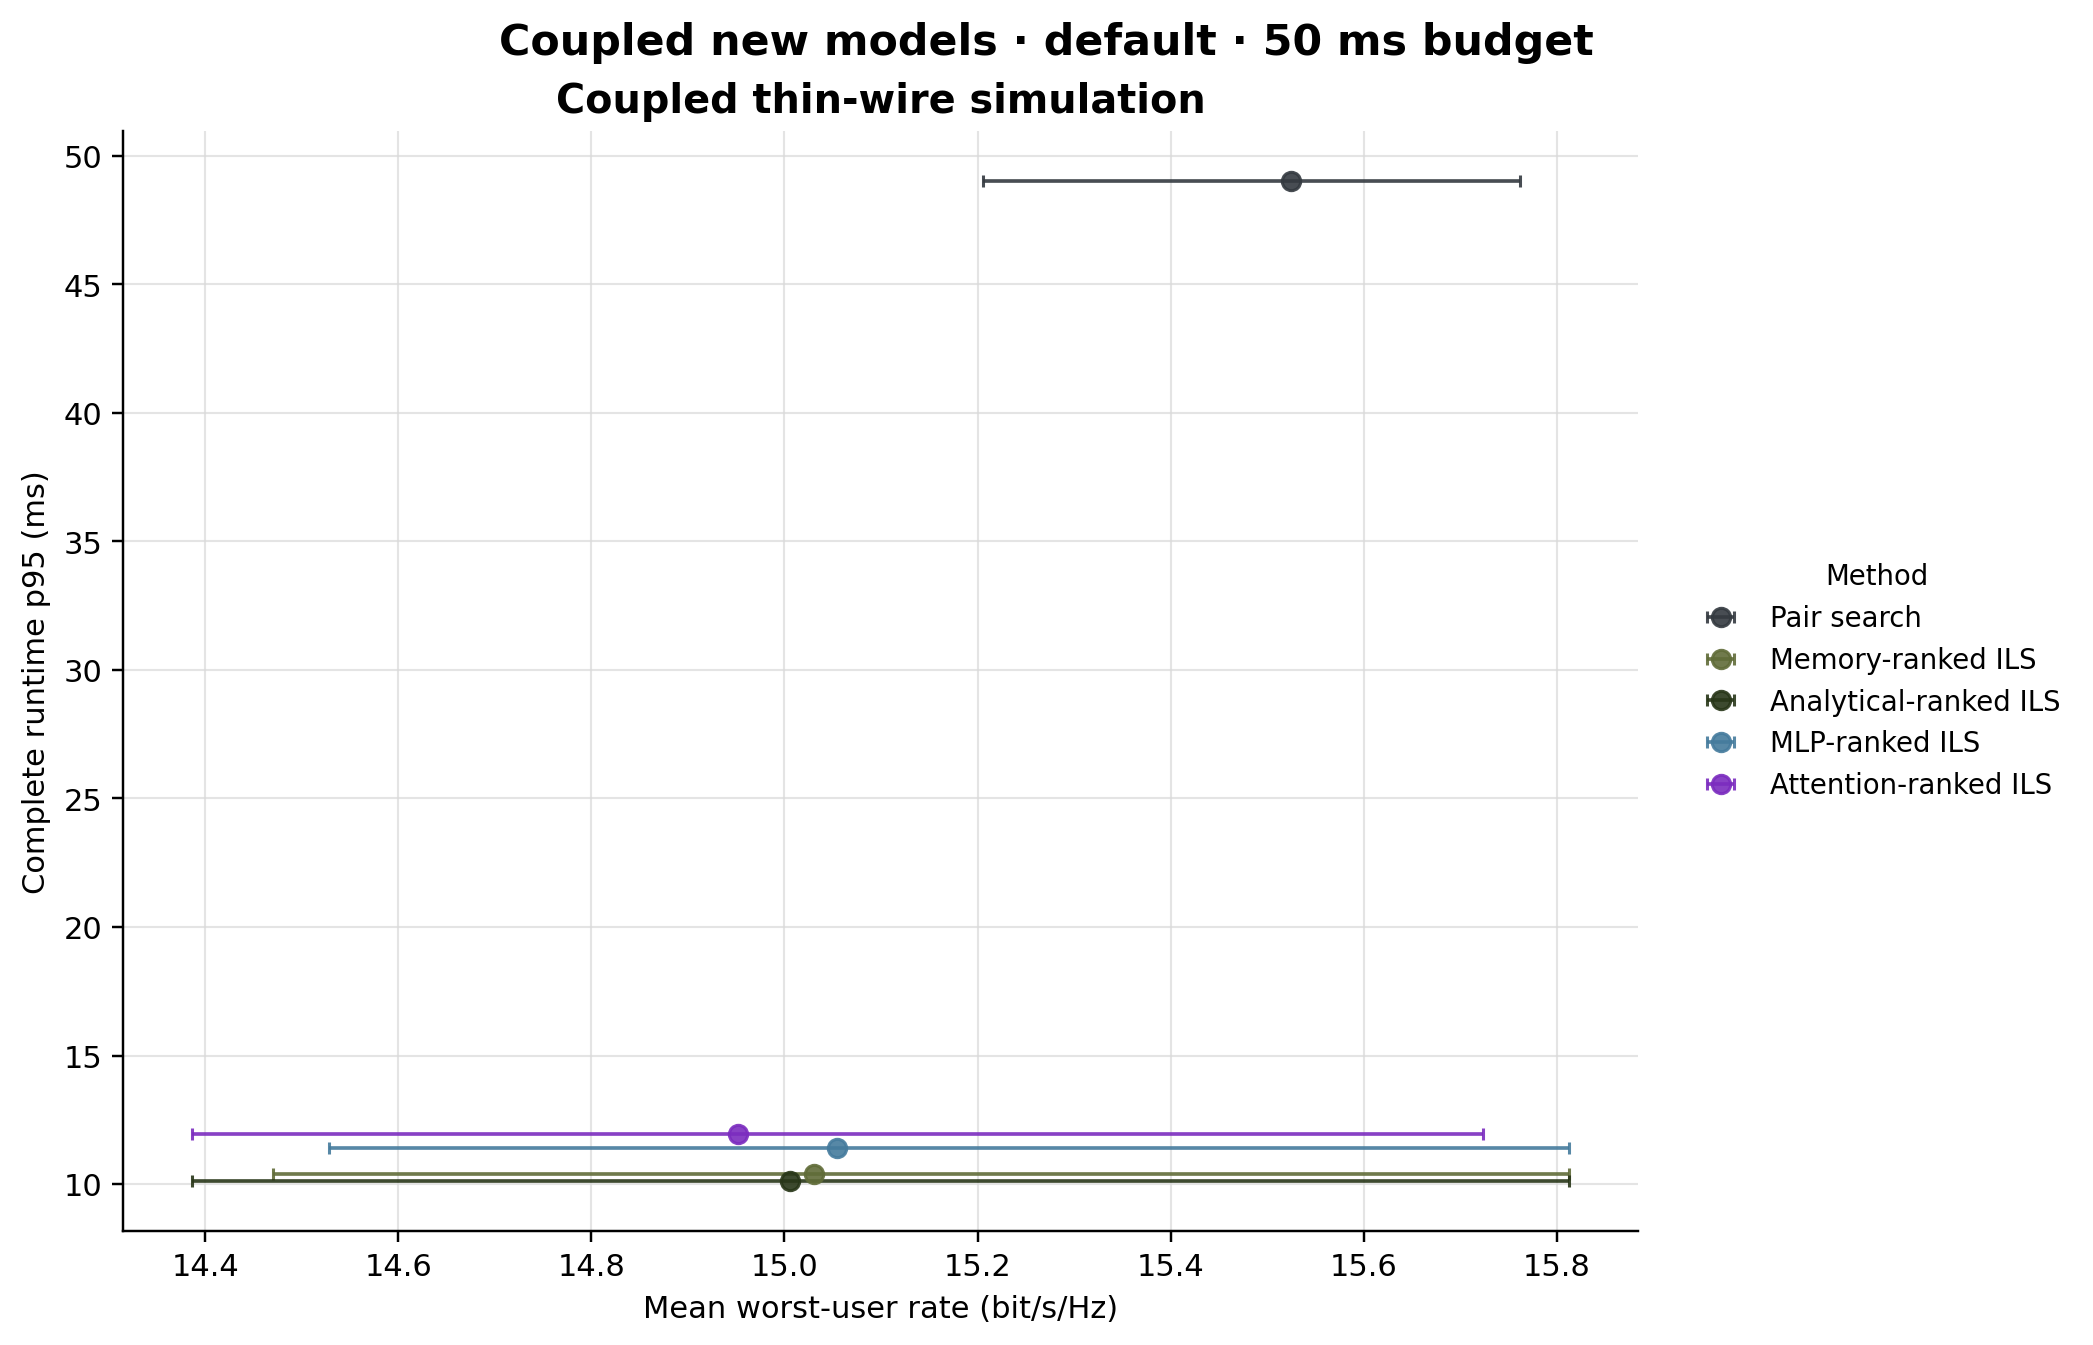 Coupled new models · default · 50 ms budget
Coupled thin-wire simulation
50
45
40
35
30
25
20
15
10
Complete runtime p95 (ms)
14.4 14.6 14.8 15.0 15.2 15.4 15.6 15.8
Mean worst-user rate (bit/s/Hz)
Method
Pair search
Memory-ranked ILS
Analytical-ranked ILS
MLP-ranked ILS
Attention-ranked ILS